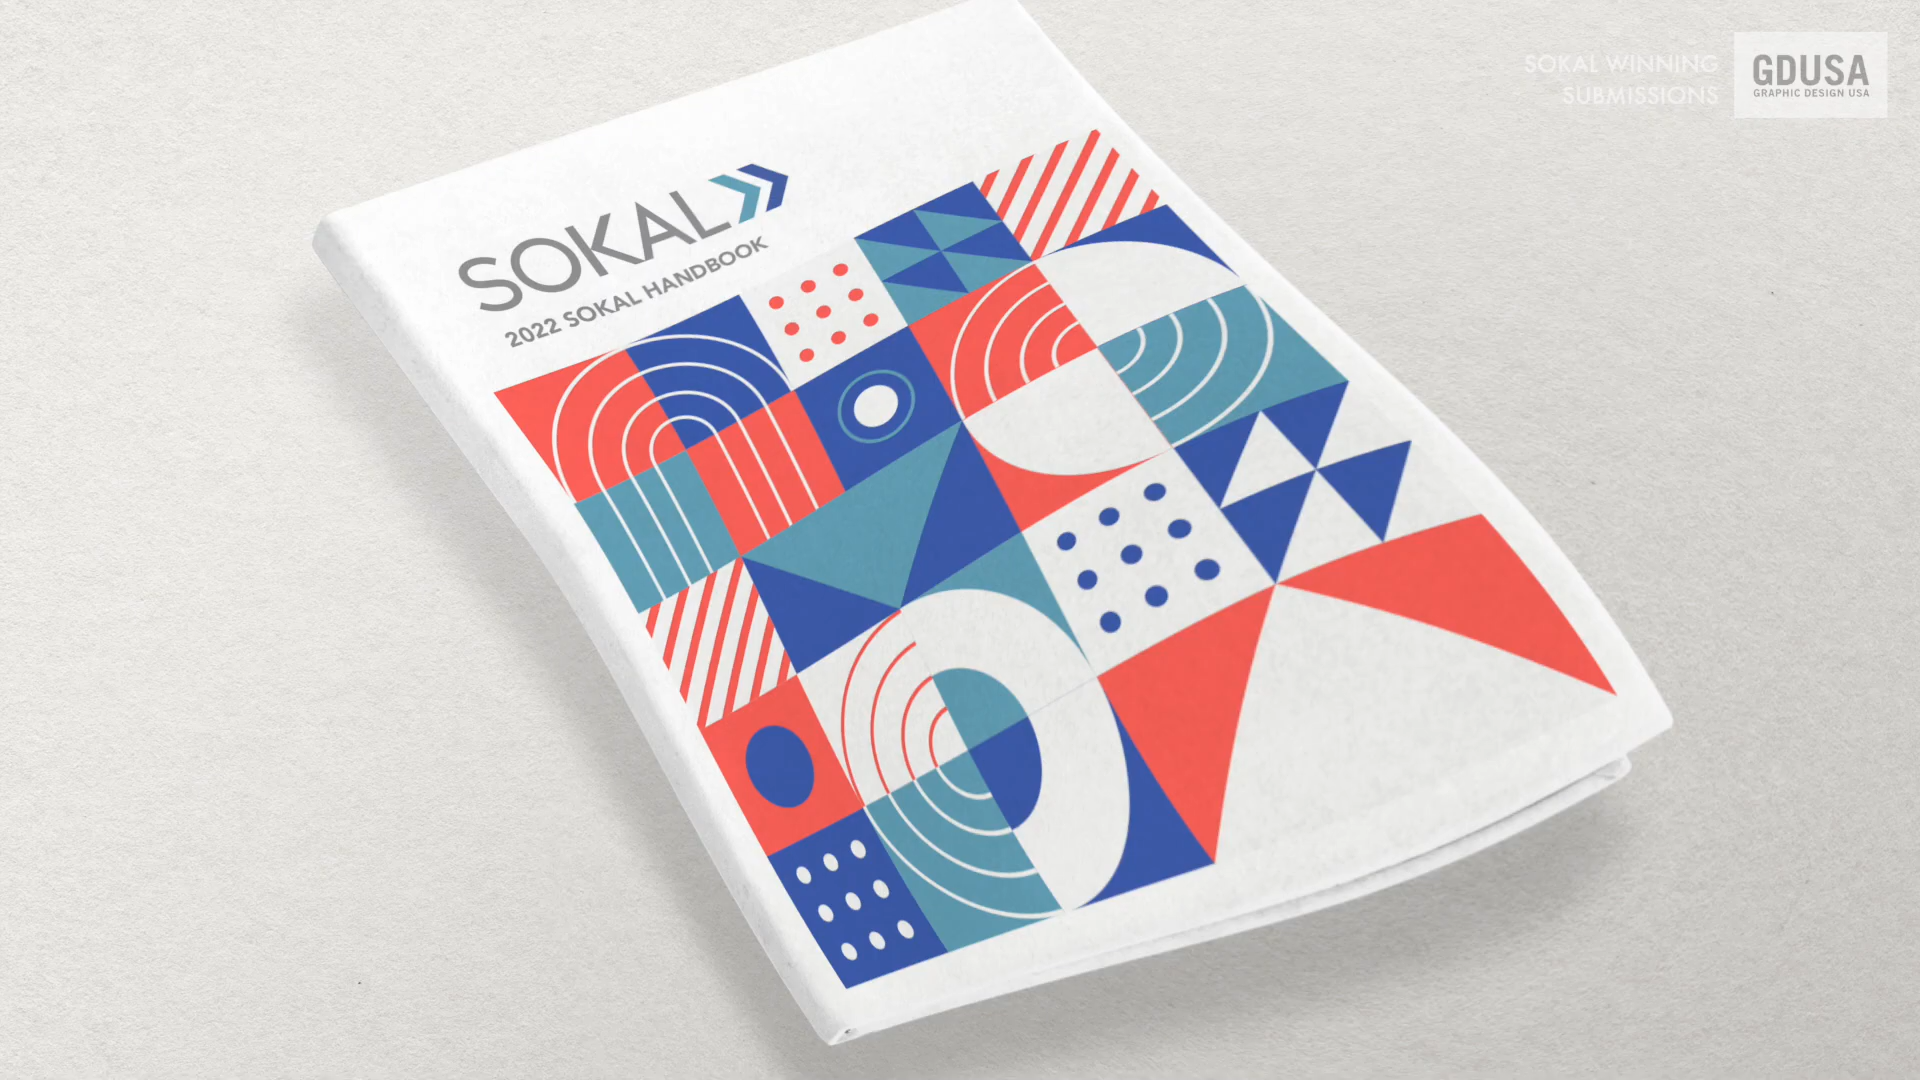 SOKAL WINNING
SUBMISSIONS
GDUSA
GRAPHIC DESIGN USA
SOKAL
2022 SOKAL HANDBOOK